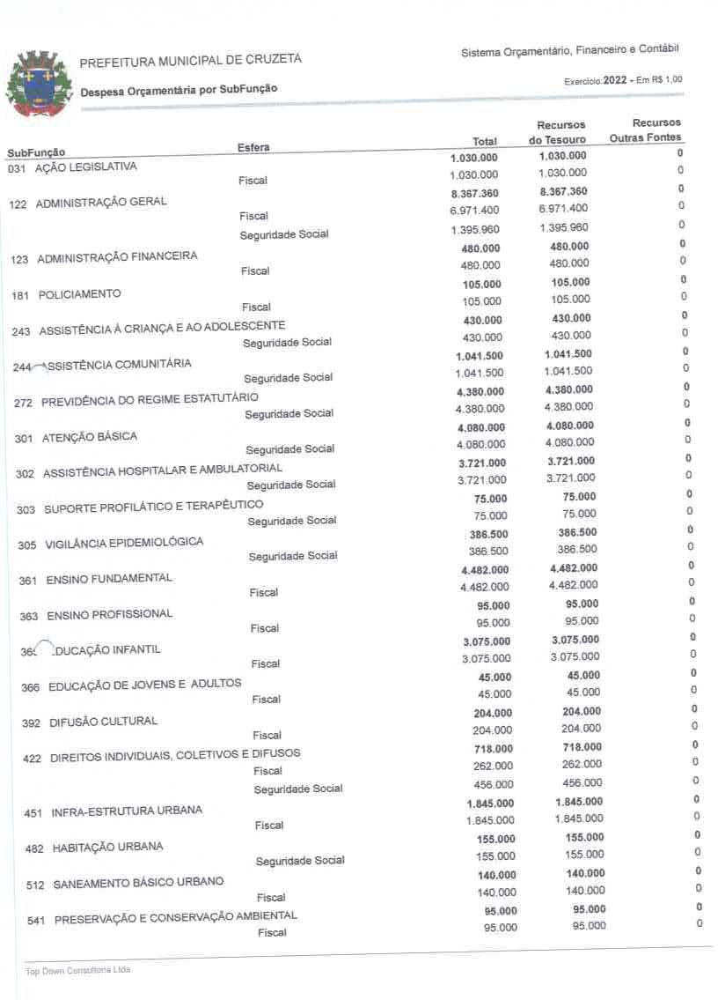 PREFEITURA MUNICIPAL DE CRUZETA
Sistema Orçamentário, Financeiro e Contábil
Despesa Orçamentária por SubFunção
Exercício: 2022 - Em R$ 1,00
SubFunção Esfera Total Recursos do Tesouro Recursos Outras Fontes
031 AÇÃO LEGISLATIVA 1.030.000 1.030.000 0
Fiscal 1.030.000 1.030.000 0
122 ADMINISTRAÇÃO GERAL 8.367.360 8.367.360 0
Fiscal 6.971.400 6.971.400 0
Seguridade Social 1.395.960 1.395.960 0
123 ADMINISTRAÇÃO FINANCEIRA 480.000 480.000 0
Fiscal 480.000 480.000 0
181 POLICIAMENTO 105.000 105.000 0
Fiscal 105.000 105.000 0
243 ASSISTÊNCIA À CRIANÇA E AO ADOLESCENTE 430.000 430.000 0
Seguridade Social 430.000 430.000 0
244 ASSISTÊNCIA COMUNITÁRIA 1.041.500 1.041.500 0
Seguridade Social 1.041.500 1.041.500 0
272 PREVIDÊNCIA DO REGIME ESTATUTÁRIO 4.380.000 4.380.000 0
Seguridade Social 4.380.000 4.380.000 0
301 ATENÇÃO BÁSICA 4.080.000 4.080.000 0
Seguridade Social 4.080.000 4.080.000 0
302 ASSISTÊNCIA HOSPITALAR E AMBULATORIAL 3.721.000 3.721.000 0
Seguridade Social 3.721.000 3.721.000 0
303 SUPORTE PROFILÁTICO E TERAPÊUTICO 75.000 75.000 0
Seguridade Social 75.000 75.000 0
305 VIGILÂNCIA EPIDEMIOLÓGICA 386.500 386.500 0
Seguridade Social 386.500 386.500 0
361 ENSINO FUNDAMENTAL 4.482.000 4.482.000 0
Fiscal 4.482.000 4.482.000 0
363 ENSINO PROFISSIONAL 95.000 95.000 0
Fiscal 95.000 95.000 0
EDUCAÇÃO INFANTIL 3.075.000 3.075.000 0
Fiscal 3.075.000 3.075.000 0
366 EDUCAÇÃO DE JOVENS E ADULTOS 45.000 45.000 0
Fiscal 45.000 45.000 0
392 DIFUSÃO CULTURAL 204.000 204.000 0
Fiscal 204.000 204.000 0
422 DIREITOS INDIVIDUAIS, COLETIVOS E DIFUSOS 718.000 718.000 0
Fiscal 262.000 262.000 0
Seguridade Social 456.000 456.000 0
451 INFRA-ESTRUTURA URBANA 1.845.000 1.845.000 0
Fiscal 1.845.000 1.845.000 0
482 HABITAÇÃO URBANA 155.000 155.000 0
Seguridade Social 155.000 155.000 0
512 SANEAMENTO BÁSICO URBANO 140.000 140.000 0
Fiscal 140.000 140.000 0
541 PRESERVAÇÃO E CONSERVAÇÃO AMBIENTAL 95.000 95.000 0
Fiscal 95.000 95.000 0
Top Down Consultoria Ltda